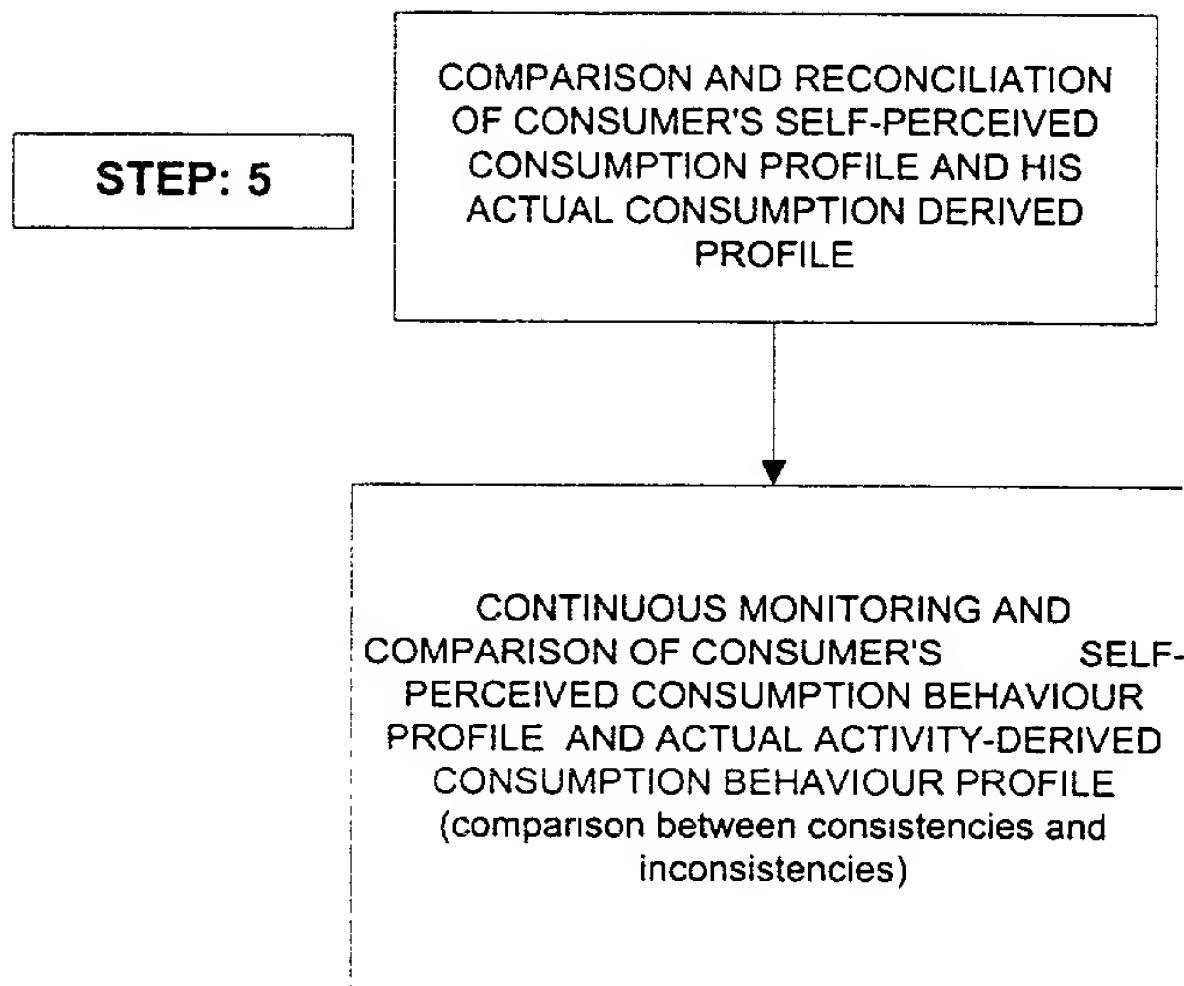 STEP: 5
COMPARISON AND RECONCILIATION
OF CONSUMER'S SELF-PERCEIVED
CONSUMPTION PROFILE AND HIS
ACTUAL CONSUMPTION DERIVED
PROFILE
CONTINUOUS MONITORING AND
COMPARISON OF CONSUMER'S SELF-
PERCEIVED CONSUMPTION BEHAVIOUR
PROFILE AND ACTUAL ACTIVITY-DERIVED
CONSUMPTION BEHAVIOUR PROFILE
(comparison between consistencies and
inconsistencies)